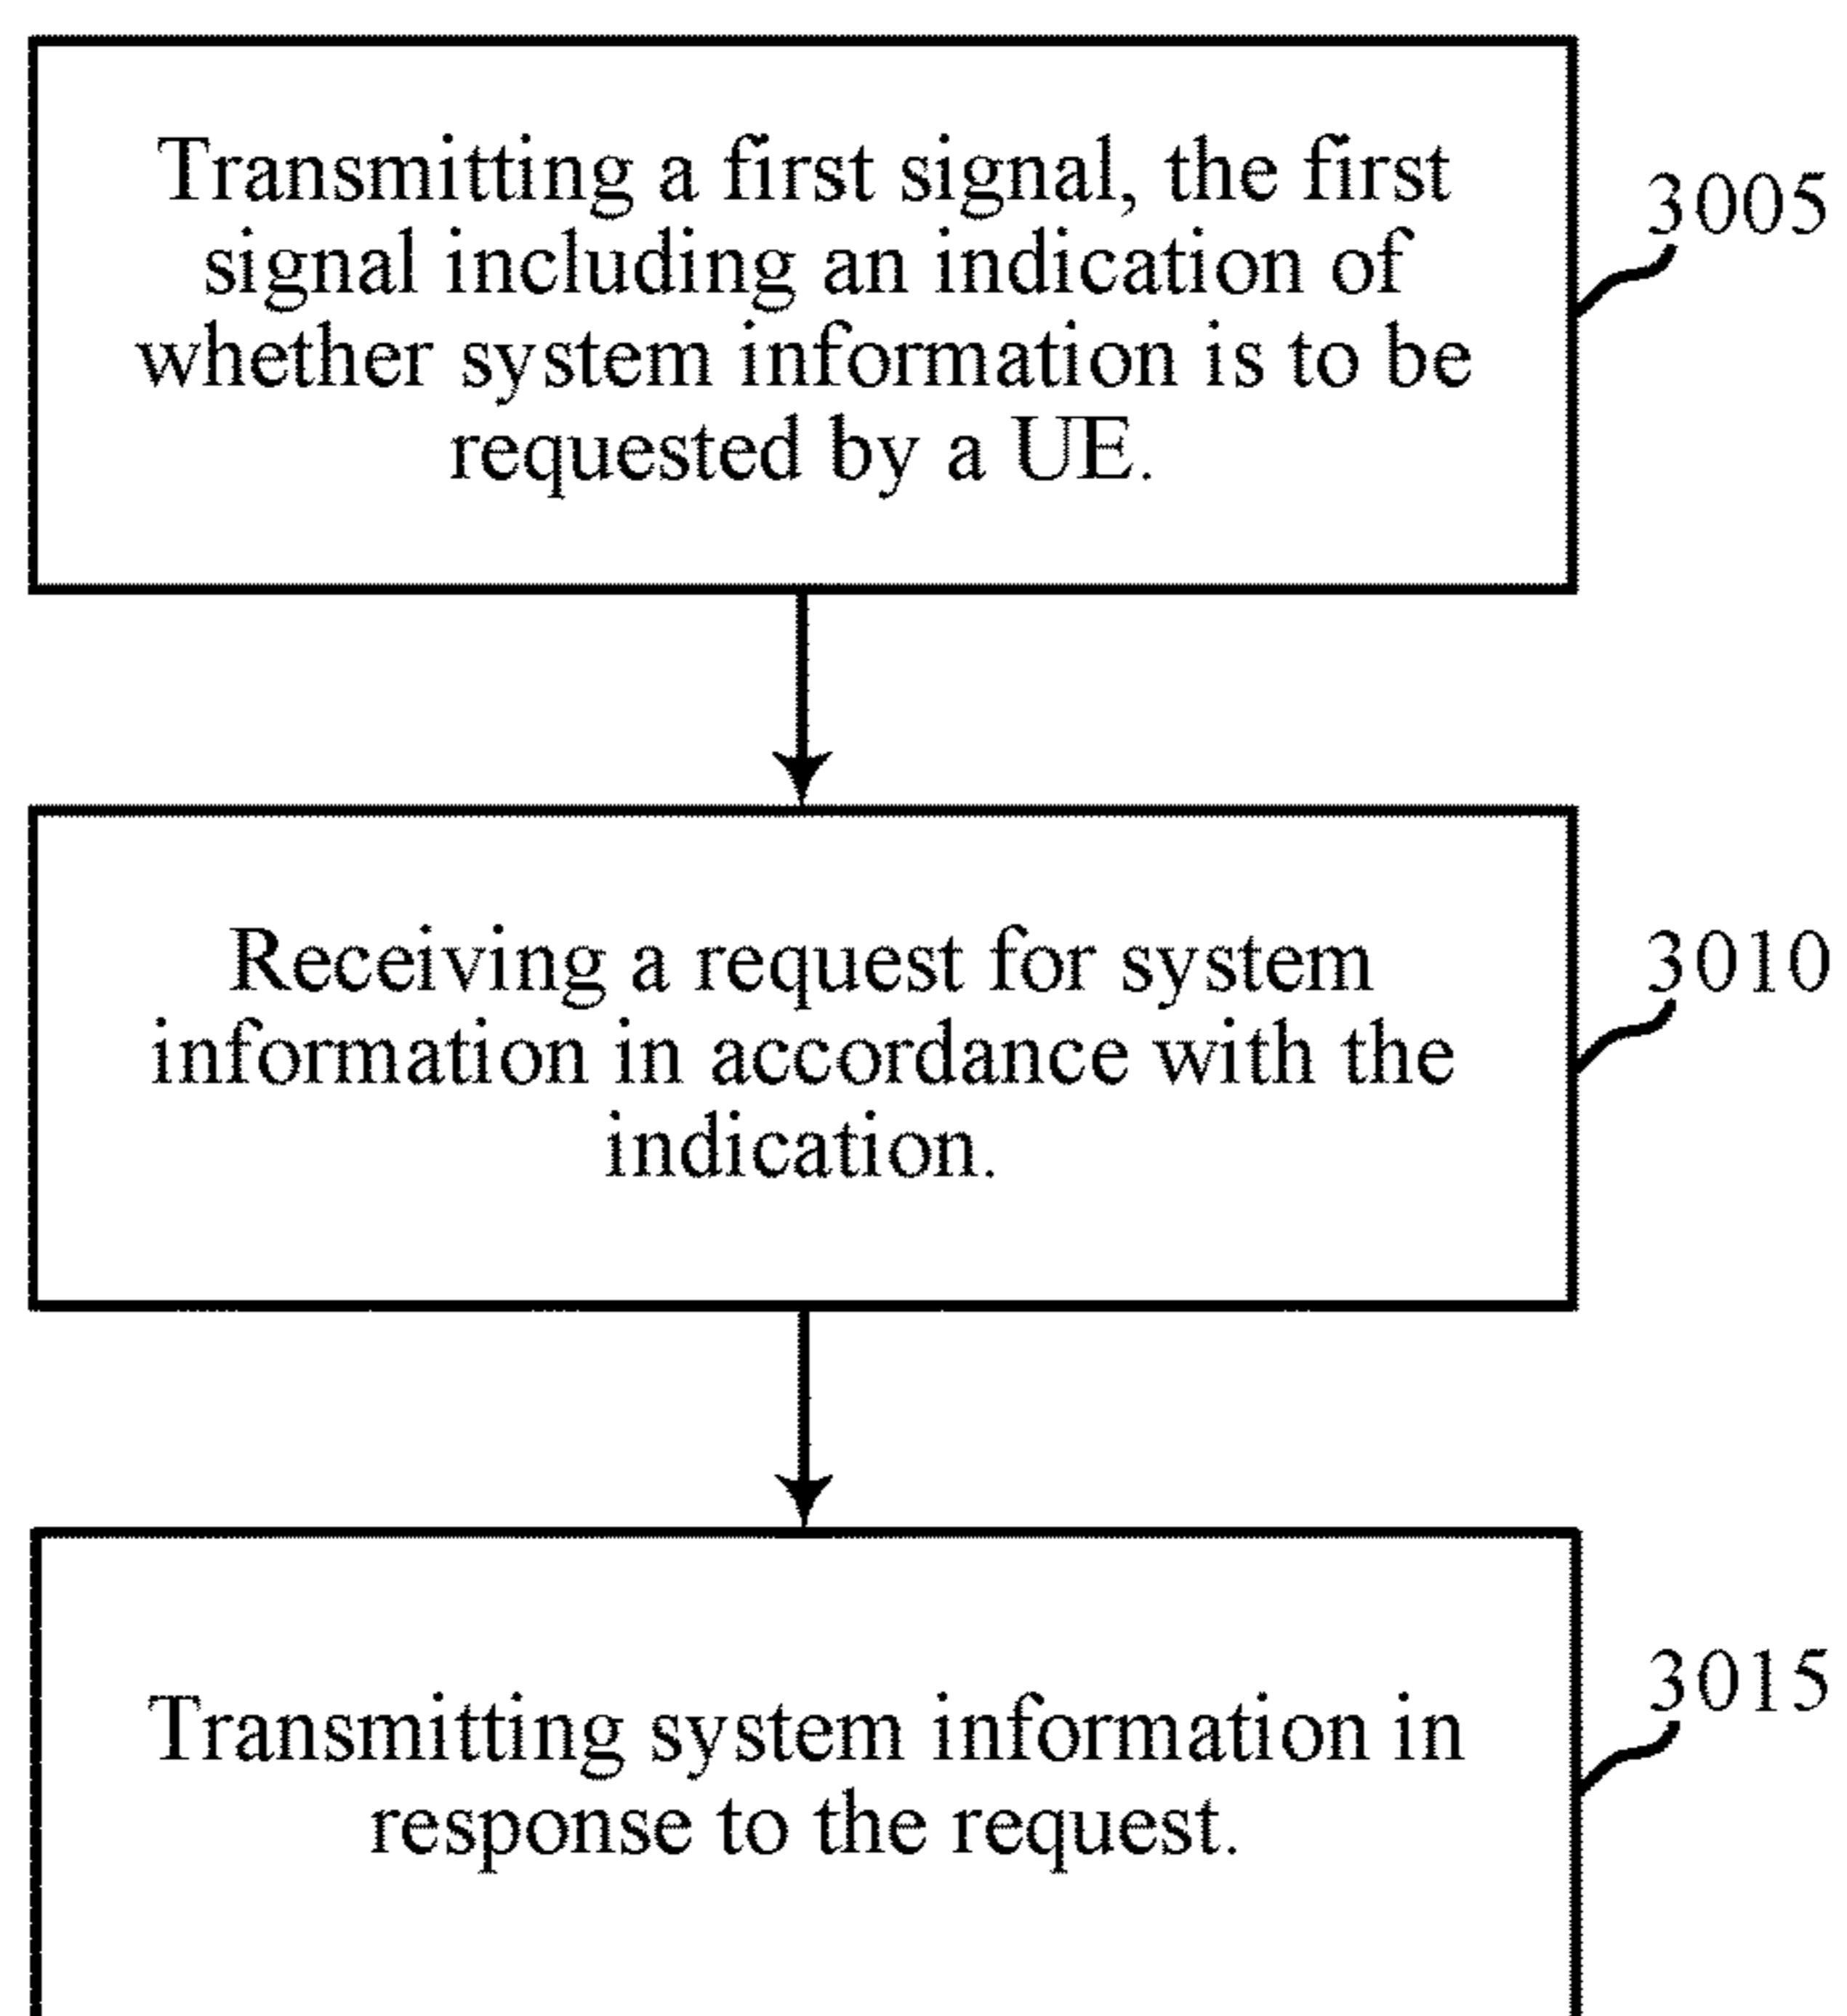 Transmitting a first signal, the first
signal including an indication of
whether system information is to be
requested by a UE.
3005
Receiving a request for system
information in accordance with the
indication.
3010
Transmitting system information in
response to the request.
3015